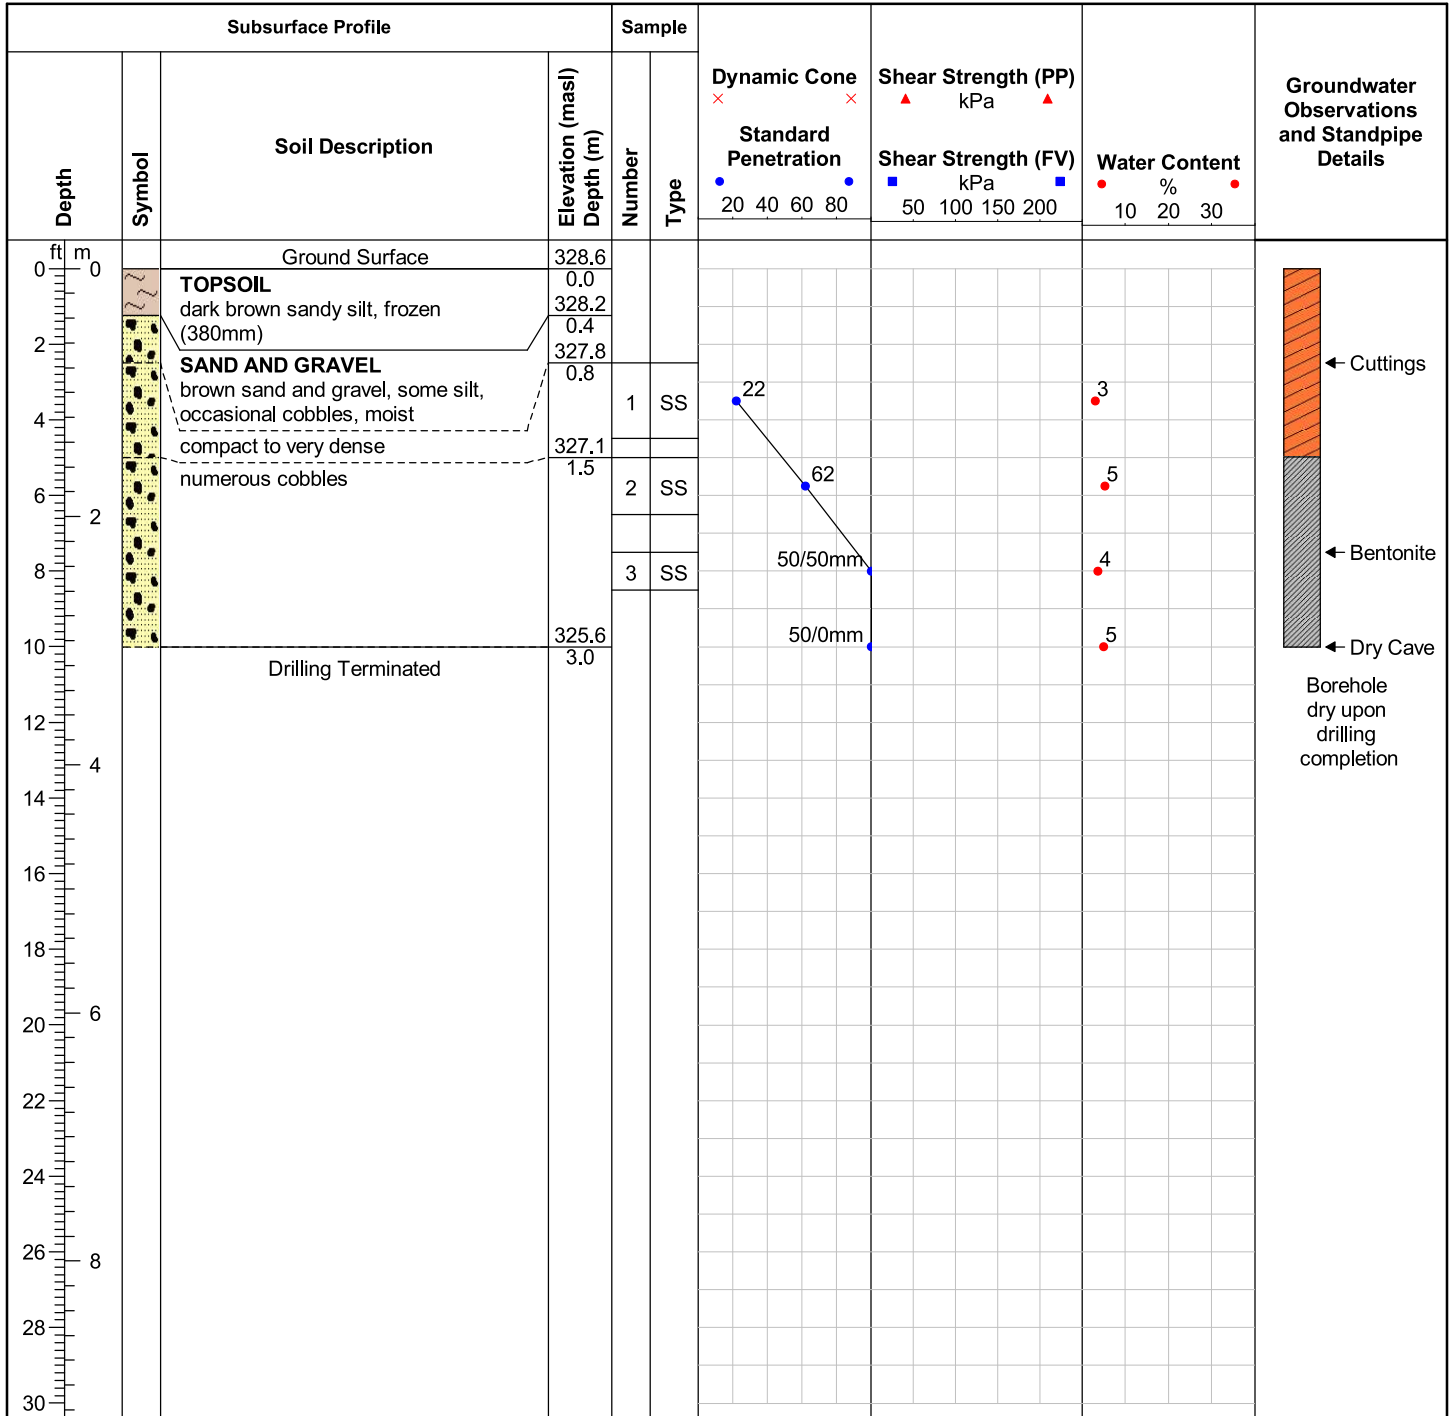 Subsurface Profile
Sample
Depth
Symbol
Soil Description
Elevation (masl)
Depth (m)
Number
Type
Dynamic Cone
Standard
Penetration
20 40 60 80
Shear Strength (PP)
kPa
Shear Strength (FV)
kPa
50 100 150 200
Water Content
%
10 20 30
Groundwater
Observations
and Standpipe
Details
ft m
0 0
2
4
6
2
8
10
12
4
14
16
18
6
20
22
24
26
8
28
30
Ground Surface
TOPSOIL
dark brown sandy silt, frozen
(380mm)
SAND AND GRAVEL
brown sand and gravel, some silt,
occasional cobbles, moist
compact to very dense
numerous cobbles
Drilling Terminated
328.6
0.0
328.2
0.4
327.8
0.8
327.1
1.5
325.6
3.0
1 SS
2 SS
3 SS
22
62
50/50mm
50/0mm
3
5
4
5
Cuttings
Bentonite
Dry Cave
Borehole
dry upon
drilling
completion